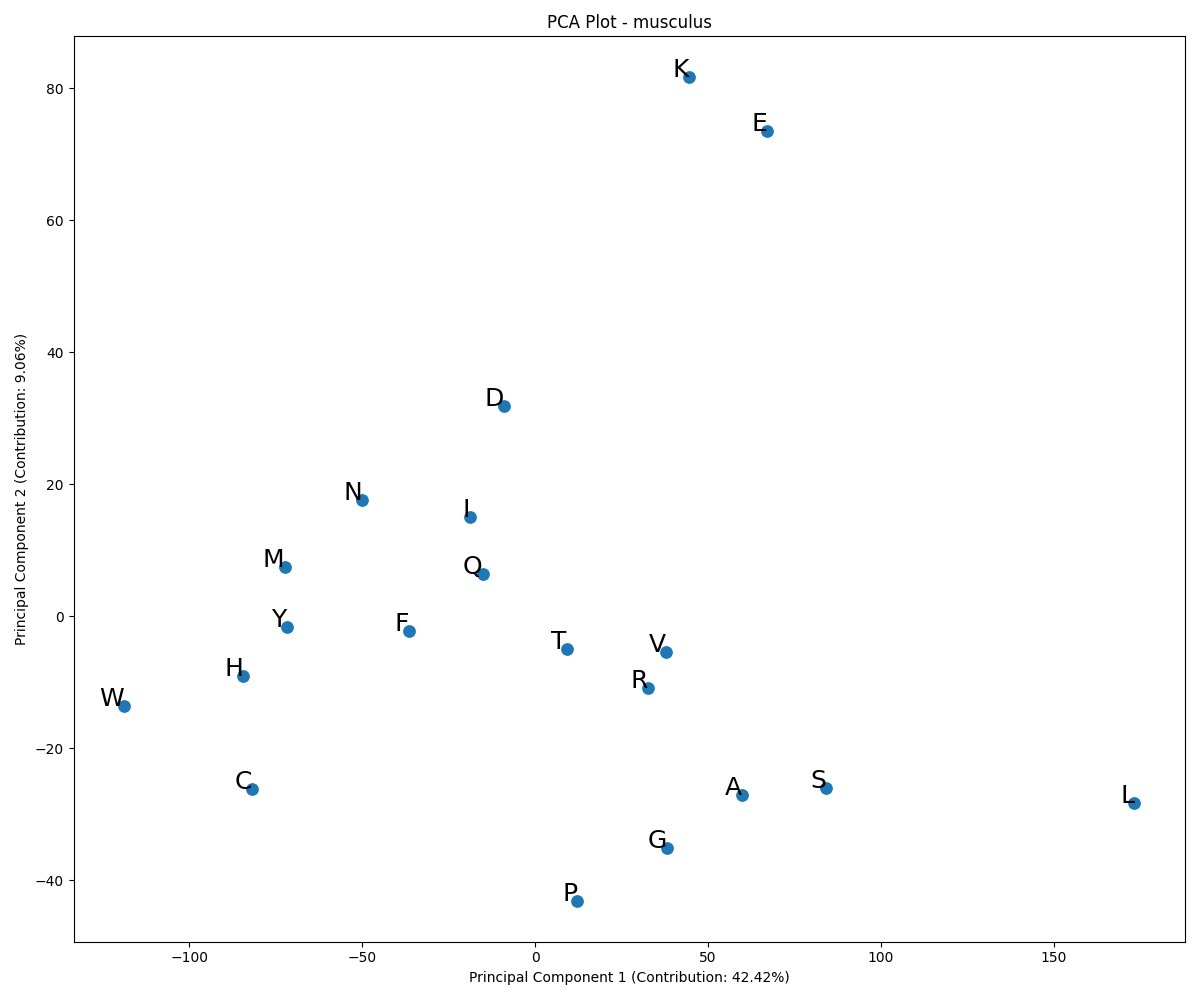 PCA Plot - musculus
K
E
D
N
I
Q
M
Y
F
T
V
H
R
W
C
A
S
L
G
P
80
60
40
20
0
−20
−40
−100
−50
0
50
100
150
Principal Component 2 (Contribution: 9.06%)
Principal Component 1 (Contribution: 42.42%)